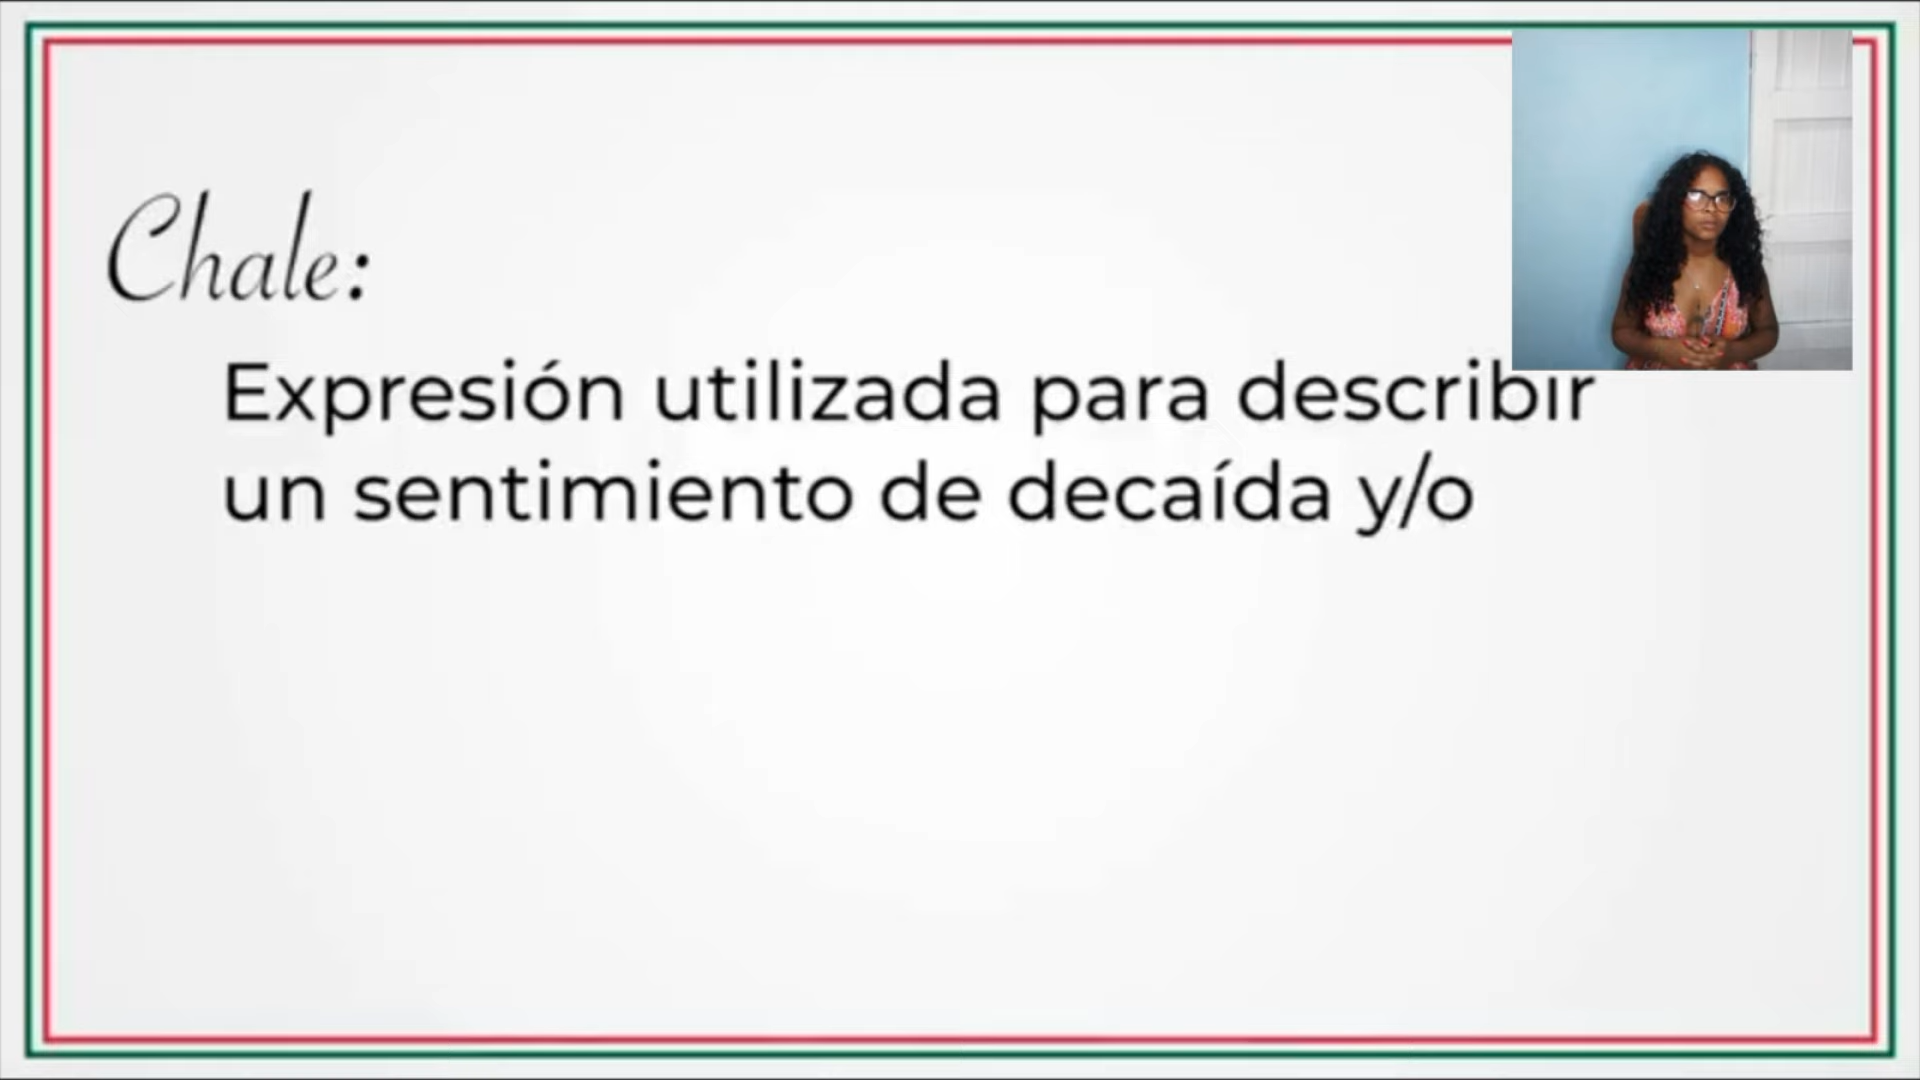 Chale:
Expresión utilizada para describir
un sentimiento de decaída y/o